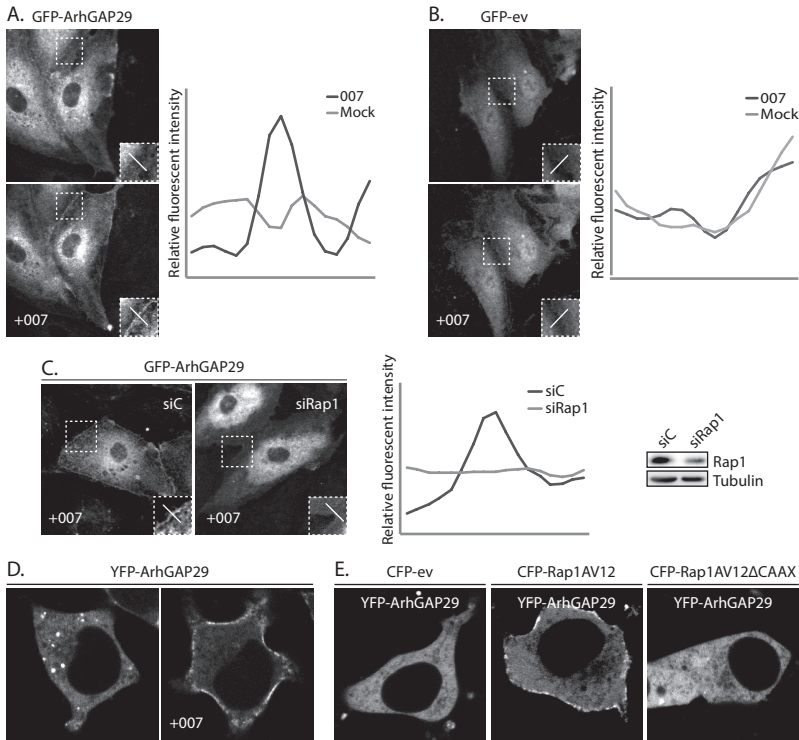 A.
GFP-ArhGAP29
+007
Relative fluorescent intensity
007
Mock
B.
GFP-ev
+007
Relative fluorescent intensity
007
Mock
C.
GFP-ArhGAP29
siC
+007
siRap1
+007
Relative fluorescent intensity
siC
siRap1
siC
siRap1
Rap1
Tubulin
D.
YFP-ArhGAP29
+007
E.
CFP-ev
CFP-Rap1AV12
CFP-Rap1AV12ΔCAAX
YFP-ArhGAP29
YFP-ArhGAP29
YFP-ArhGAP29